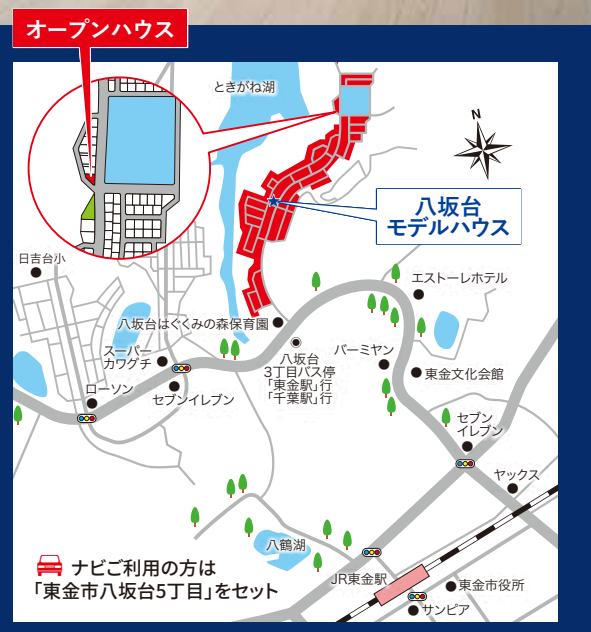 オープンハウス
ときがね湖
N
八坂台
モデルハウス
日吉台小
エストーレホテル
八坂台はぐくみの森保育園
スーパー
カワグチ
八坂台
3丁目バス停
「東金駅」行
「千葉駅」行
バーミヤン
東金文化会館
ローソン
セブンイレブン
セブン
イレブン
ヤックス
八鶴湖
ナビご利用の方は
「東金市八坂台5丁目」をセット
JR東金駅
東金市役所
サンピア